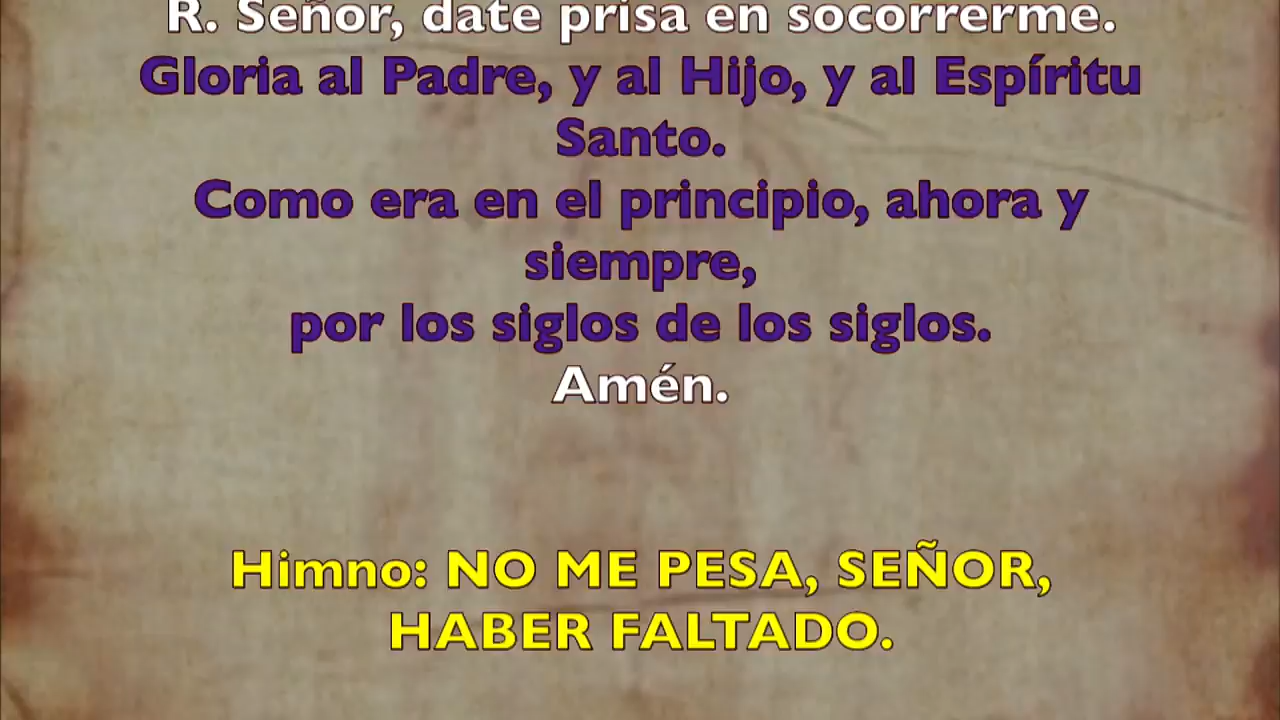 R. Señor, date prisa en socorrerme.
Gloria al Padre, y al Hijo, y al Espíritu
Santo.
Como era en el principio, ahora y
siempre,
por los siglos de los siglos.
Amén.
Himno: NO ME PESA, SEÑOR,
HABER FALTADO.